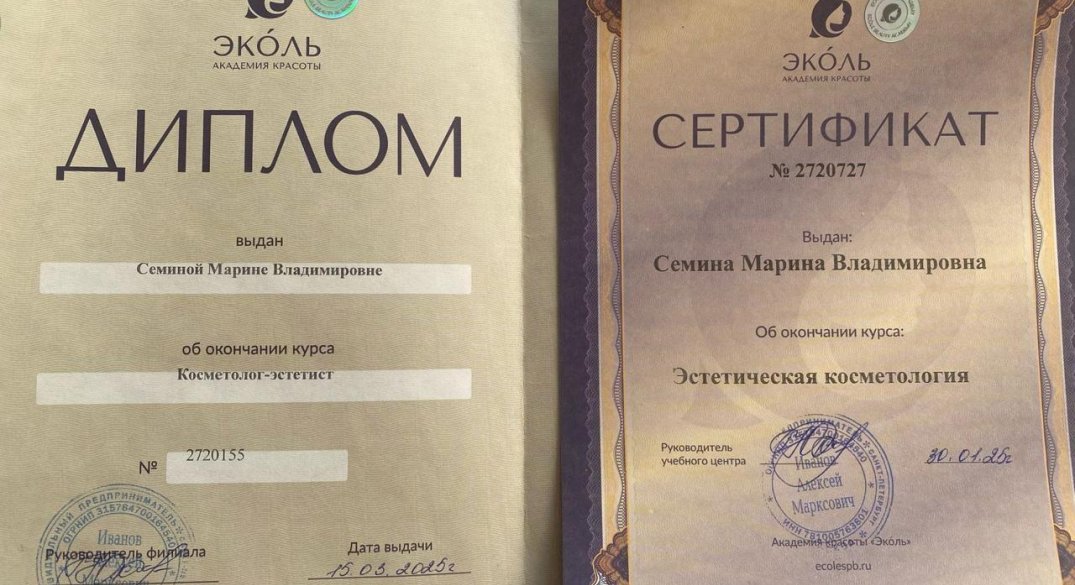 ЭКО́ЛЬ
АКАДЕМИЯ КРАСОТЫ
ДИПЛОМ
выдан
Семиной Марине Владимировне
об окончании курса
Косметолог-эстетист
№ 2720155
Иванов
Руководитель филиала
Дата выдачи
15.03.2025г
ЭКО́ЛЬ
АКАДЕМИЯ КРАСОТЫ
СЕРТИФИКАТ
№ 2720727
Выдан:
Семина Марина Владимировна
Об окончании курса:
Эстетическая косметология
Руководитель
учебного центра
Иванов
Алексей
Марксович
30.01.25г
Академия красоты «Эколь»
ecolespb.ru